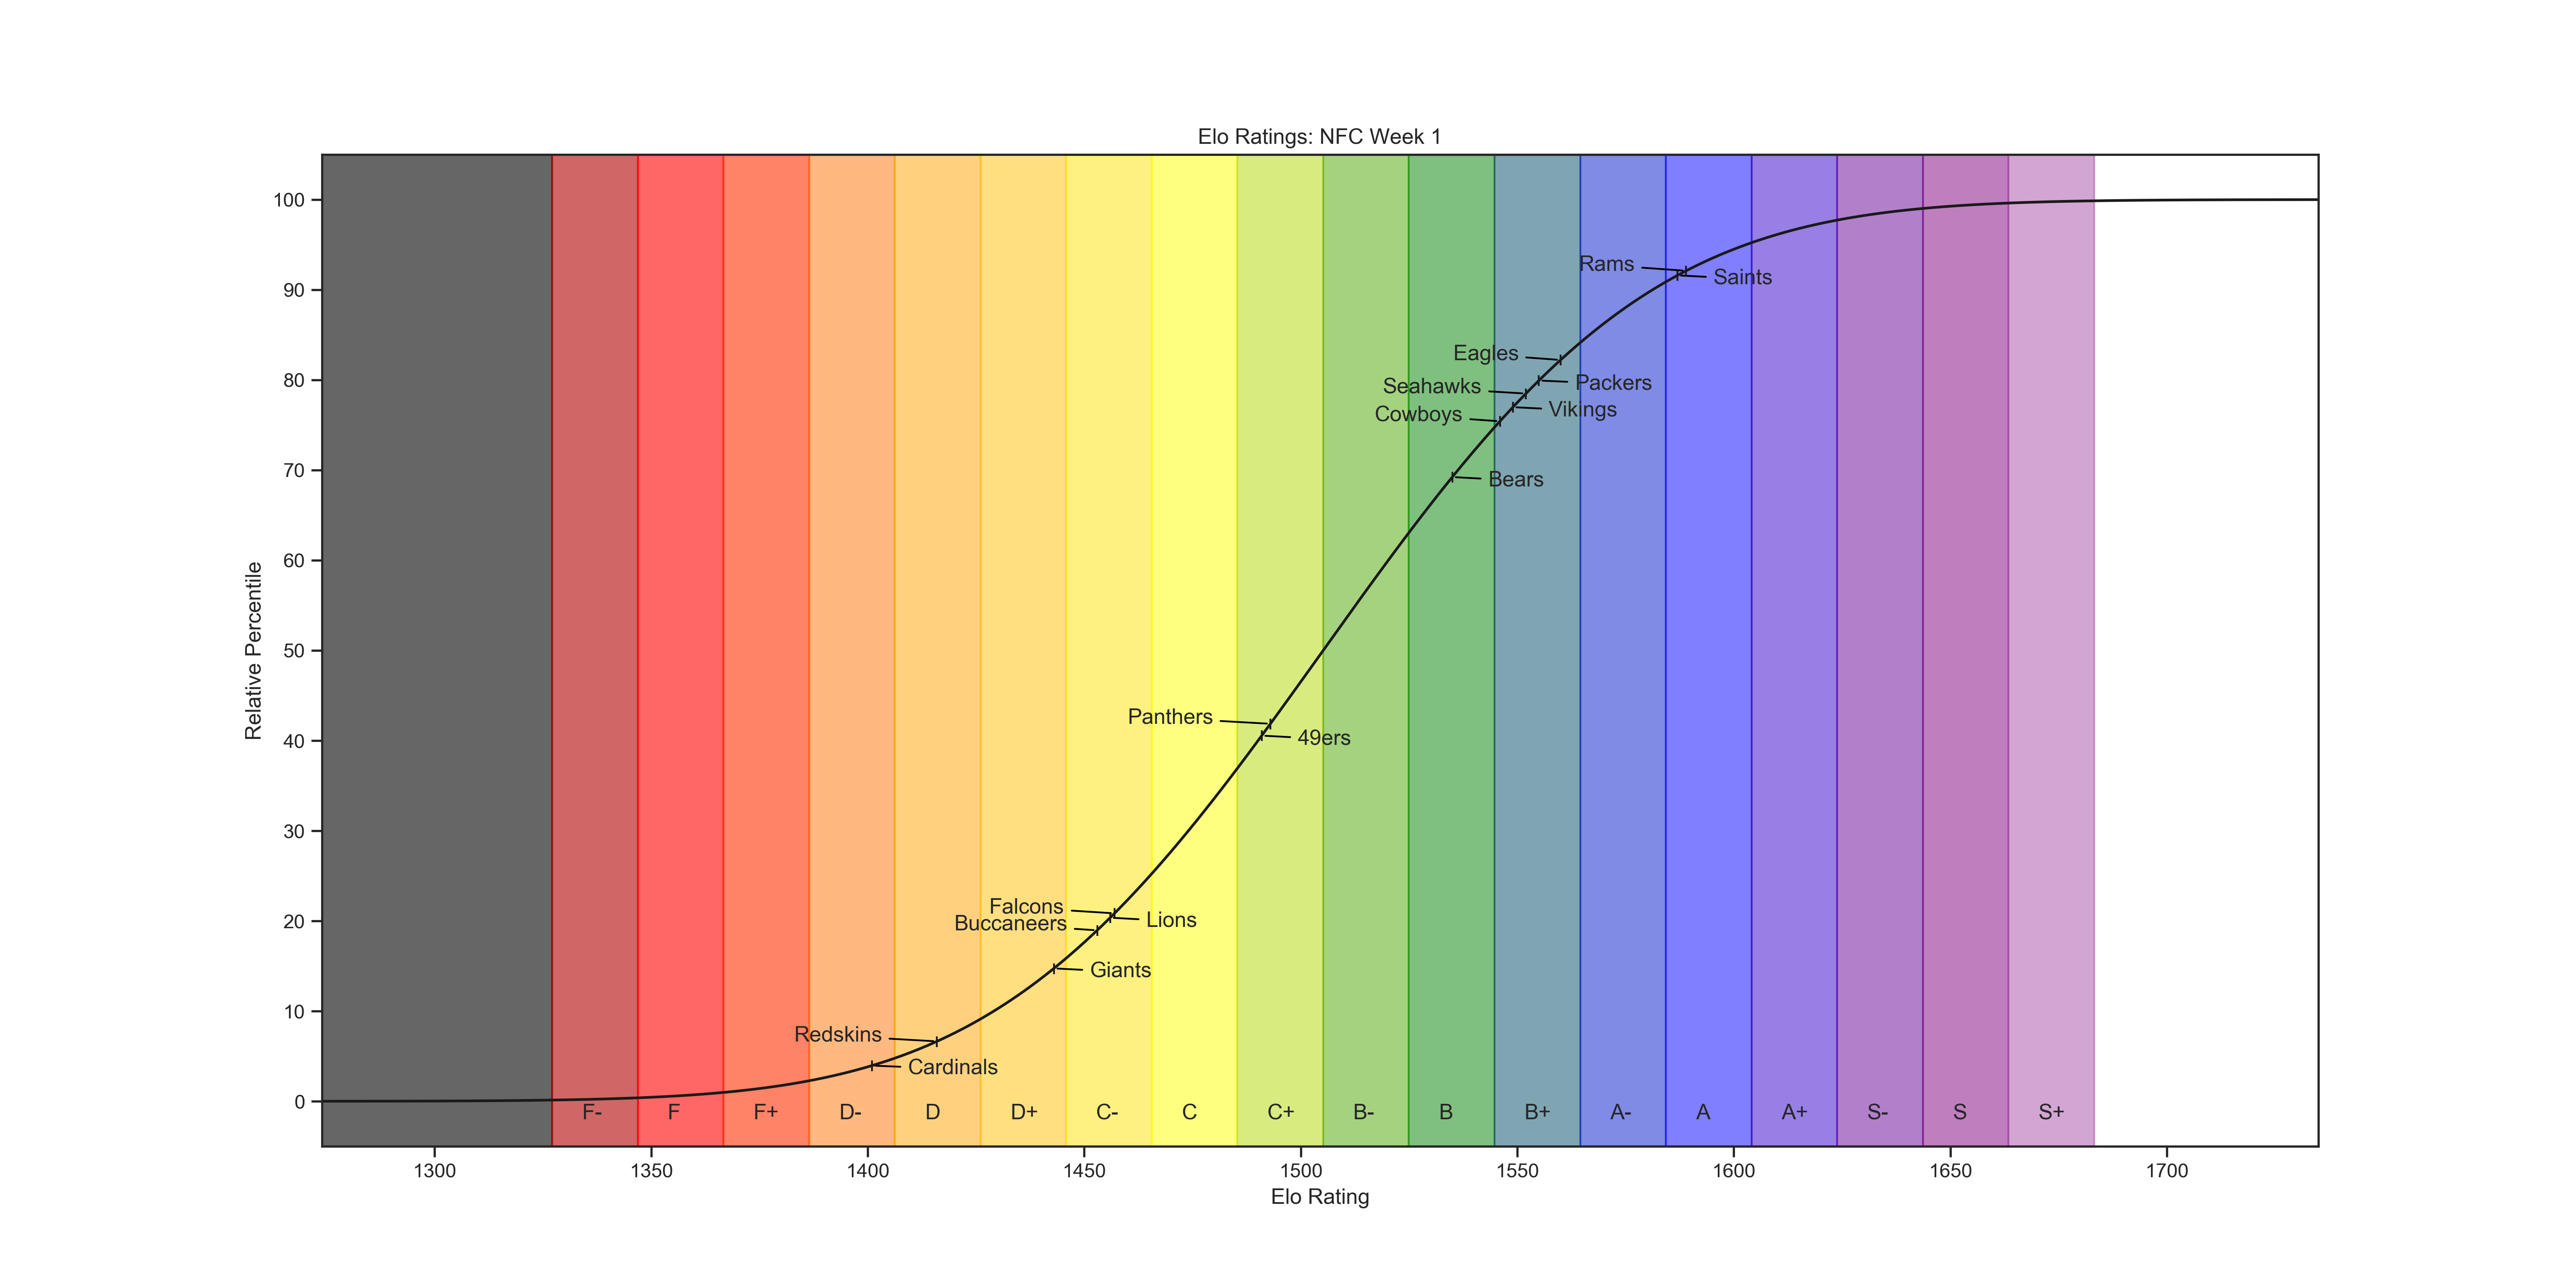 Elo Ratings: NFC Week 1
100
90
80
70
60
50
40
30
20
10
0
Relative Percentile
Rams
Saints
Eagles
Packers
Seahawks
Vikings
Cowboys
Bears
Panthers
49ers
Falcons
Lions
Buccaneers
Giants
Redskins
Cardinals
F- F F+ D- D D+ C- C C+ B- B B+ A- A A+ S- S S+
1300 1350 1400 1450 1500 1550 1600 1650 1700
Elo Rating